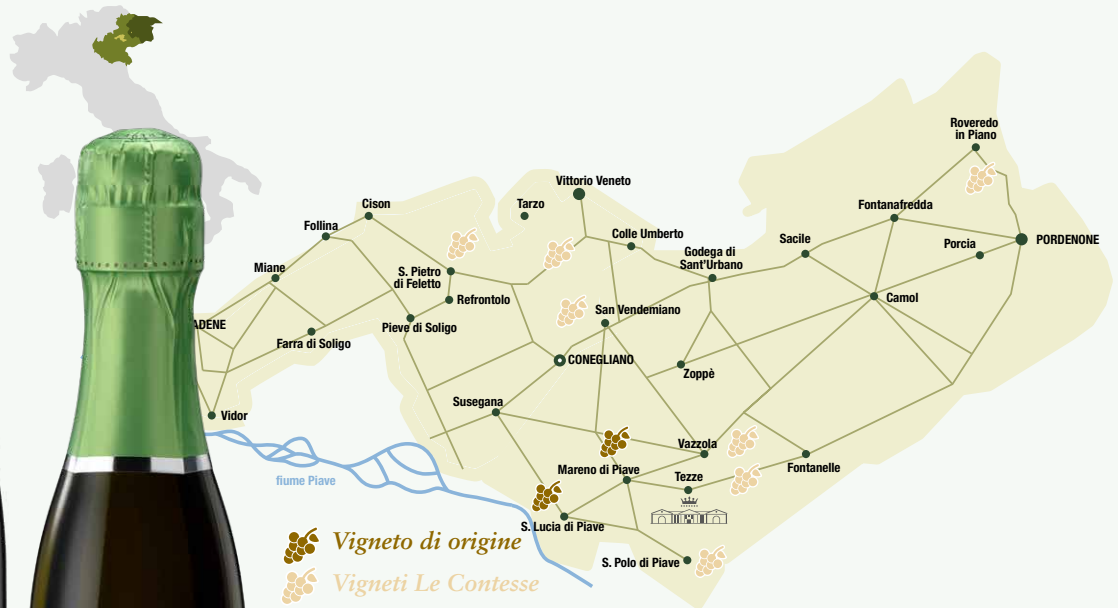 Roveredo
in Piano
Vittorio Veneto
Cison
Tarzo
Fontanafredda
Follina
Colle Umberto
Sacile
PORDENONE
Porcia
Godega di
Sant'Urbano
Miane
S. Pietro
di Feletto
Refrontolo
Camol
San Vendemiano
ADENE
Pieve di Soligo
Farra di Soligo
CONEGLIANO
Zoppè
Susegana
Vidor
Vazzola
Mareno di Piave
Fontanelle
Tezze
fiume Piave
S. Lucia di Piave
Vigneto di origine
S. Polo di Piave
Vigneti Le Contesse